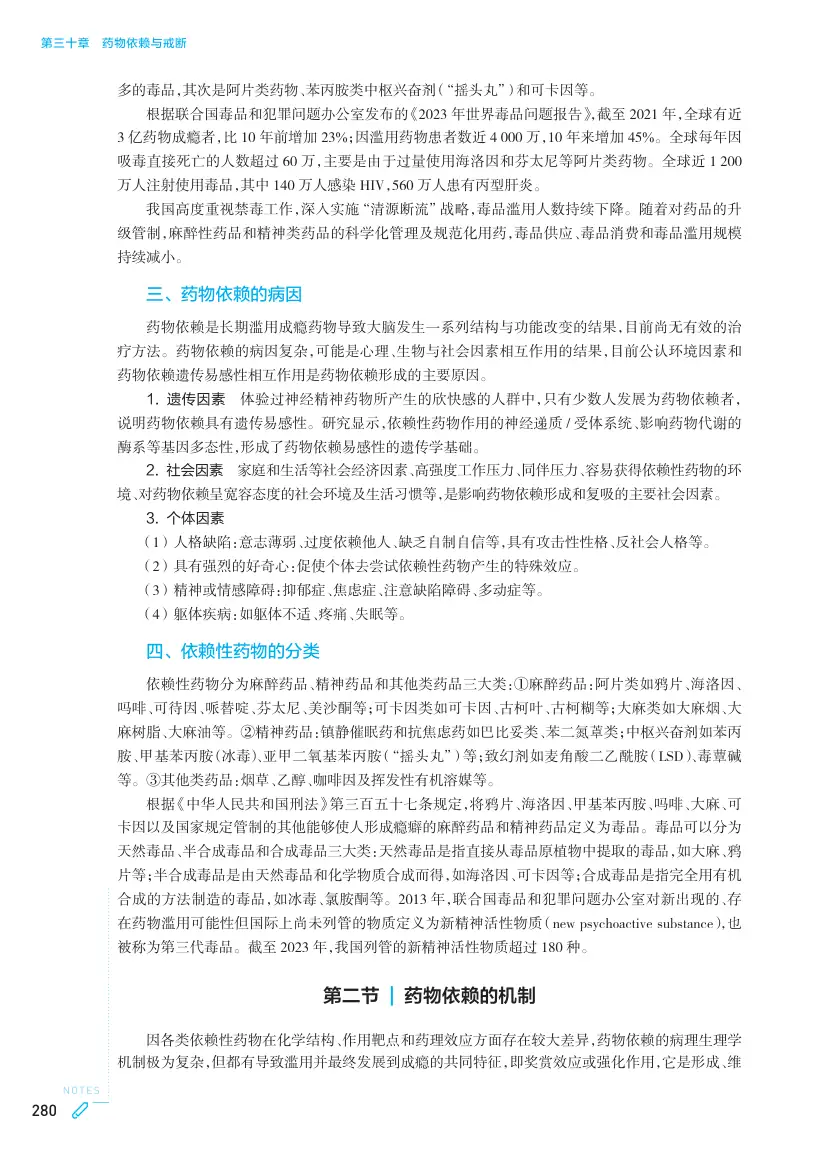 第三十章　药物依赖与戒断
多的毒品,其次是阿片类药物、苯丙胺类中枢兴奋剂(“摇头丸”)和可卡因等。
根据联合国毒品和犯罪问题办公室发布的《2023 年世界毒品问题报告》,截至 2021 年,全球有近
3 亿药物成瘾者,比 10 年前增加 23%;因滥用药物患者数近 4 000 万,10 年来增加 45%。全球每年因
吸毒直接死亡的人数超过 60 万,主要是由于过量使用海洛因和芬太尼等阿片类药物。全球近 1 200
万人注射使用毒品,其中 140 万人感染 HIV,560 万人患有丙型肝炎。
我国高度重视禁毒工作,深入实施“清源断流”战略,毒品滥用人数持续下降。随着对药品的升
级管制,麻醉性药品和精神类药品的科学化管理及规范化用药,毒品供应、毒品消费和毒品滥用规模
持续减小。
三、药物依赖的病因
药物依赖是长期滥用成瘾药物导致大脑发生一系列结构与功能改变的结果,目前尚无有效的治
疗方法。药物依赖的病因复杂,可能是心理、生物与社会因素相互作用的结果,目前公认环境因素和
药物依赖遗传易感性相互作用是药物依赖形成的主要原因。
1. 遗传因素　体验过神经精神药物所产生的欣快感的人群中,只有少数人发展为药物依赖者,
说明药物依赖具有遗传易感性。研究显示,依赖性药物作用的神经递质 / 受体系统、影响药物代谢的
酶系等基因多态性,形成了药物依赖易感性的遗传学基础。
2. 社会因素　家庭和生活等社会经济因素、高强度工作压力、同伴压力、容易获得依赖性药物的环
境、对药物依赖呈宽容态度的社会环境及生活习惯等,是影响药物依赖形成和复吸的主要社会因素。
3. 个体因素
(1)人格缺陷:意志薄弱、过度依赖他人、缺乏自制自信等,具有攻击性性格、反社会人格等。
(2)具有强烈的好奇心:促使个体去尝试依赖性药物产生的特殊效应。
(3)精神或情感障碍:抑郁症、焦虑症、注意缺陷障碍、多动症等。
(4)躯体疾病:如躯体不适、疼痛、失眠等。
四、依赖性药物的分类
依赖性药物分为麻醉药品、精神药品和其他类药品三大类:①麻醉药品:阿片类如鸦片、海洛因、
吗啡、可待因、哌替啶、芬太尼、美沙酮等;可卡因类如可卡因、古柯叶、古柯糊等;大麻类如大麻烟、大
麻树脂、大麻油等。②精神药品:镇静催眠药和抗焦虑药如巴比妥类、苯二氮䓬类;中枢兴奋剂如苯丙
胺、甲基苯丙胺(冰毒)、亚甲二氧基苯丙胺(“摇头丸”)等;致幻剂如麦角酸二乙酰胺(LSD)、毒蕈碱
等。③其他类药品:烟草、乙醇、咖啡因及挥发性有机溶媒等。
根据《中华人民共和国刑法》第三百五十七条规定,将鸦片、海洛因、甲基苯丙胺、吗啡、大麻、可
卡因以及国家规定管制的其他能够使人形成瘾癖的麻醉药品和精神药品定义为毒品。毒品可以分为
天然毒品、半合成毒品和合成毒品三大类:天然毒品是指直接从毒品原植物中提取的毒品,如大麻、鸦
片等;半合成毒品是由天然毒品和化学物质合成而得,如海洛因、可卡因等;合成毒品是指完全用有机
合成的方法制造的毒品,如冰毒、氯胺酮等。2013 年,联合国毒品和犯罪问题办公室对新出现的、存
在药物滥用可能性但国际上尚未列管的物质定义为新精神活性物质(new psychoactive substance),也
被称为第三代毒品。截至 2023 年,我国列管的新精神活性物质超过 180 种。
第二节 | 药物依赖的机制
因各类依赖性药物在化学结构、作用靶点和药理效应方面存在较大差异,药物依赖的病理生理学
机制极为复杂,但都有导致滥用并最终发展到成瘾的共同特征,即奖赏效应或强化作用,它是形成、维
NOTES
280